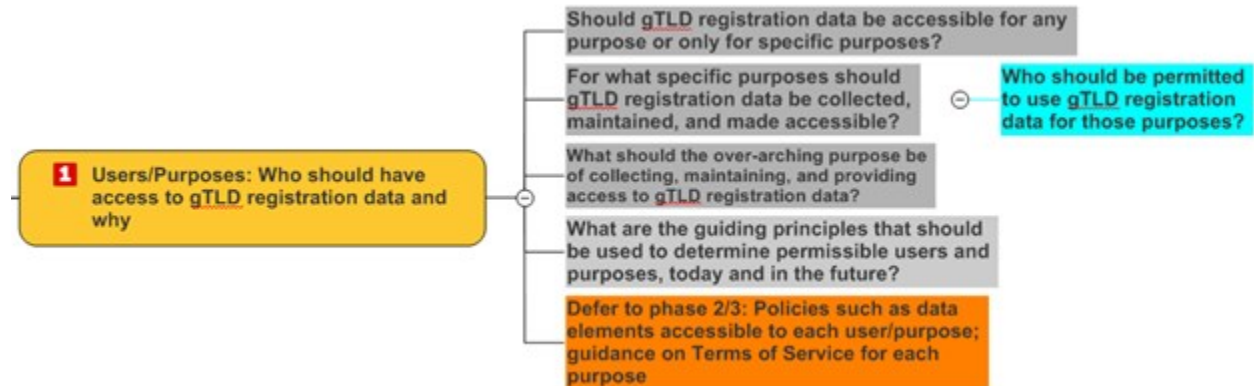 1
Users/Purposes: Who should have
access to gTLD registration data and
why
Should gTLD registration data be accessible for any
purpose or only for specific purposes?
For what specific purposes should
gTLD registration data be collected,
maintained, and made accessible?
Who should be permitted
to use gTLD registration
data for those purposes?
What should the over-arching purpose be
of collecting, maintaining, and providing
access to gTLD registration data?
What are the guiding principles that should
be used to determine permissible users and
purposes, today and in the future?
Defer to phase 2/3: Policies such as data
elements accessible to each user/purpose;
guidance on Terms of Service for each
purpose